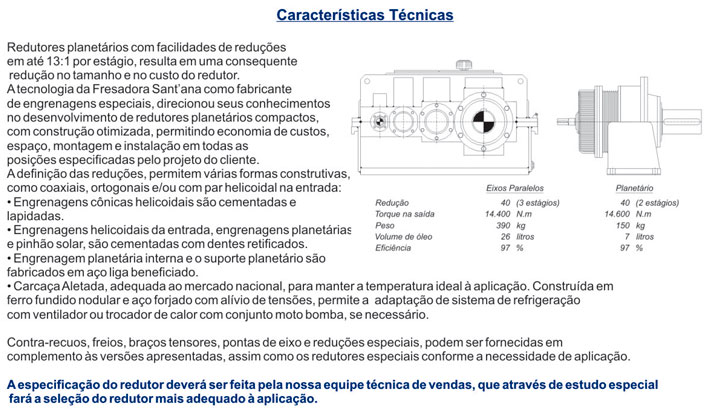 Características Técnicas
Redutores planetários com facilidades de reduções
em até 13:1 por estágio, resulta em uma consequente
redução no tamanho e no custo do redutor.
A tecnologia da Fresadora Sant'ana como fabricante
de engrenagens especiais, direcionou seus conhecimentos
no desenvolvimento de redutores planetários compactos,
com construção otimizada, permitindo economia de custos,
espaço, montagem e instalação em todas as
posições especificadas pelo projeto do cliente.
A definição das reduções, permitem várias formas construtivas,
como coaxiais, ortogonais e/ou com par helicoidal na entrada:
• Engrenagens cônicas helicoidais são cementadas e
lapidadas.
• Engrenagens helicoidais da entrada, engrenagens planetárias
e pinhão solar, são cementadas com dentes retificados.
• Engrenagem planetária interna e o suporte planetário são
fabricados em aço liga beneficiado.
• Carcaça Aletada, adequada ao mercado nacional, para manter a temperatura ideal à aplicação. Construída em
ferro fundido nodular e aço forjado com alívio de tensões, permite a adaptação de sistema de refrigeração
com ventilador ou trocador de calor com conjunto moto bomba, se necessário.
Eixos Paralelos Planetário
Redução 40 (3 estágios) 40 (2 estágios)
Torque na saída 14.400 N.m 14.600 N.m
Peso 390 kg 150 kg
Volume de óleo 26 litros 7 litros
Eficiência 97 % 97 %
Contra-recuos, freios, braços tensores, pontas de eixo e reduções especiais, podem ser fornecidas em
complemento às versões apresentadas, assim como os redutores especiais conforme a necessidade de aplicação.
A especificação do redutor deverá ser feita pela nossa equipe técnica de vendas, que através de estudo especial
fará a seleção do redutor mais adequado à aplicação.